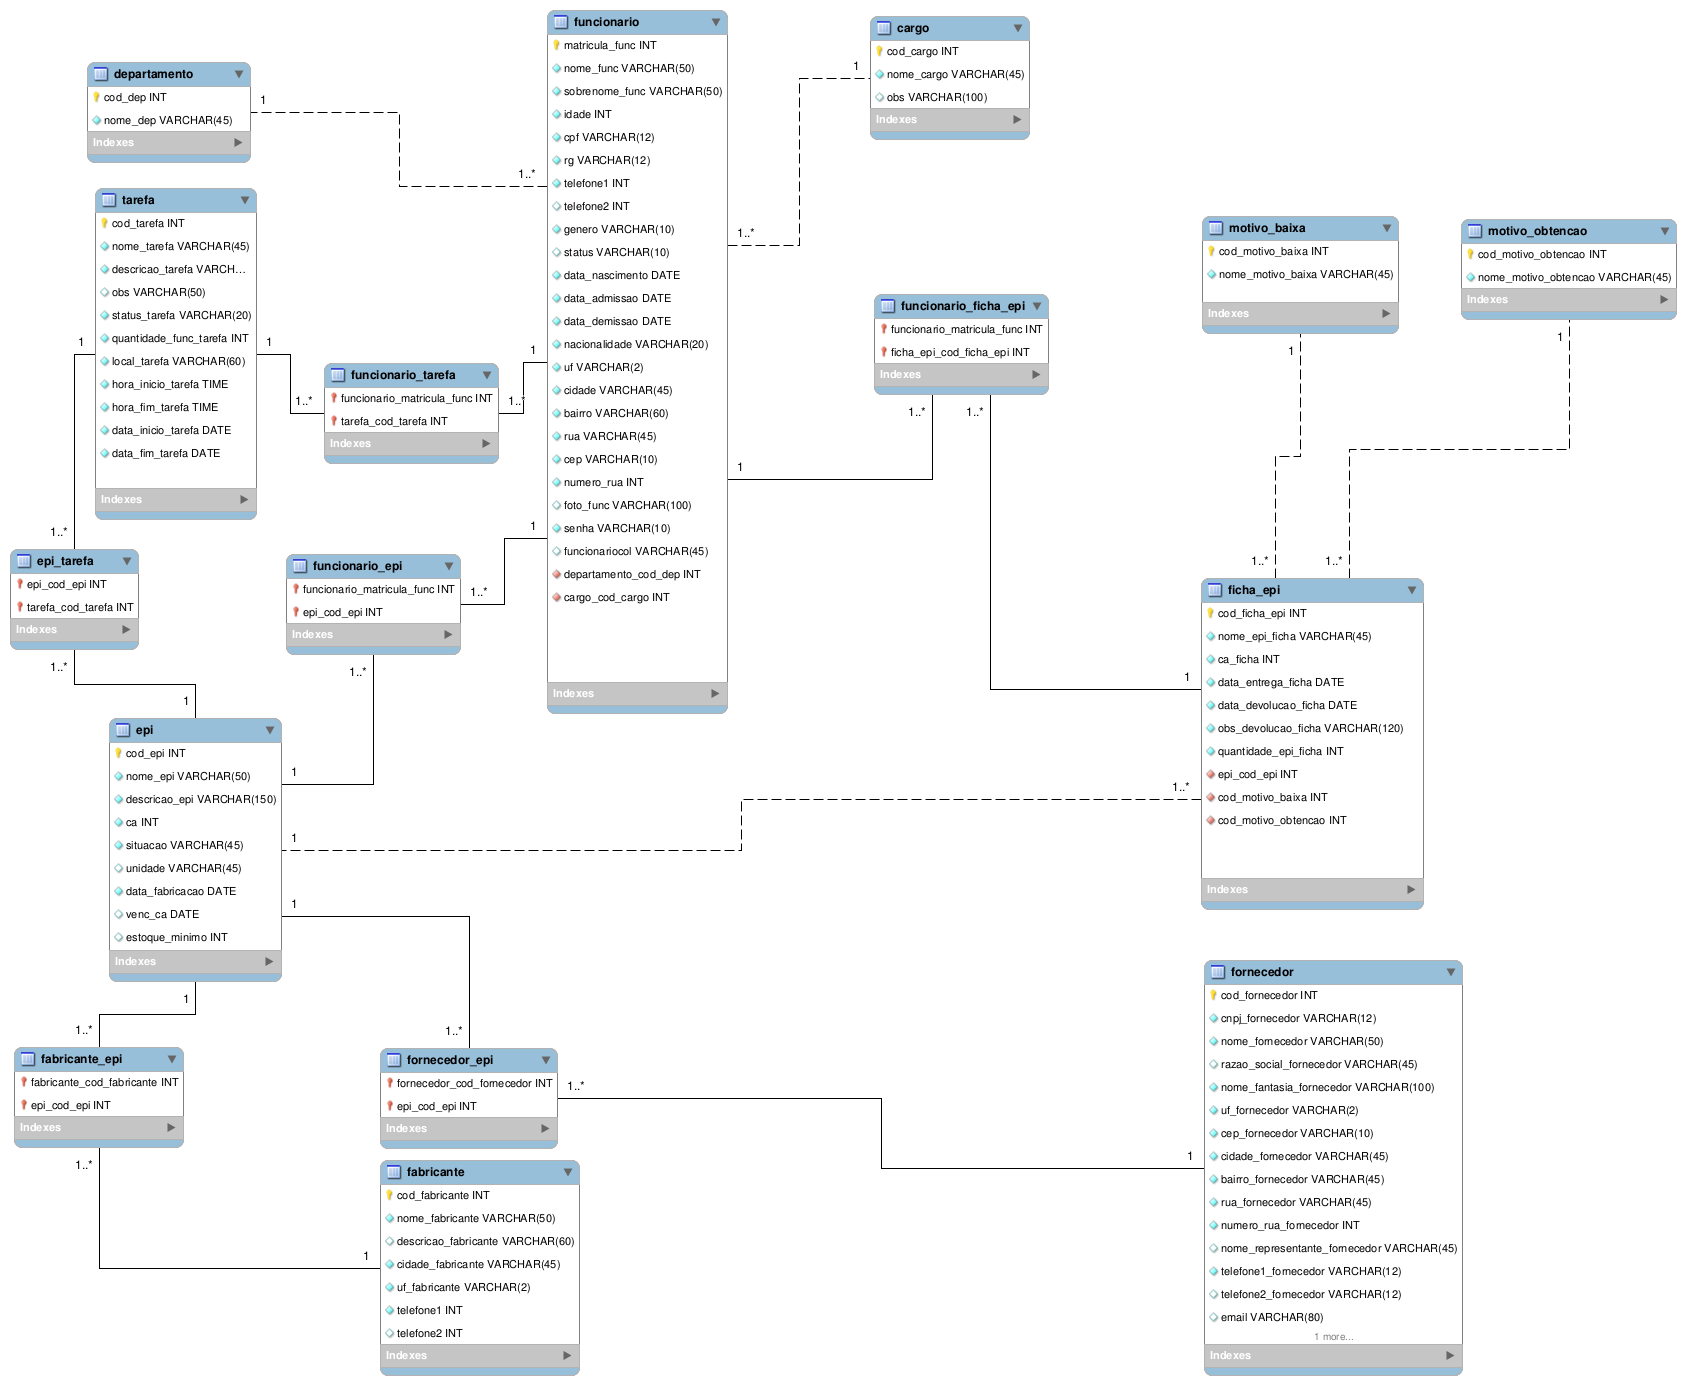 departamento
cod_dep INT
nome_dep VARCHAR(45)
Indexes
1
1..*
funcionario
matricula_func INT
nome_func VARCHAR(50)
sobrenome_func VARCHAR(50)
idade INT
cpf VARCHAR(12)
rg VARCHAR(12)
telefone1 INT
telefone2 INT
genero VARCHAR(10)
status VARCHAR(10)
data_nascimento DATE
data_admissao DATE
data_demissao DATE
nacionalidade VARCHAR(20)
uf VARCHAR(2)
cidade VARCHAR(45)
bairro VARCHAR(60)
rua VARCHAR(45)
cep VARCHAR(10)
numero_rua INT
foto_func VARCHAR(100)
senha VARCHAR(10)
funcionariocol VARCHAR(45)
departamento_cod_dep INT
cargo_cod_cargo INT
Indexes
cargo
cod_cargo INT
nome_cargo VARCHAR(45)
obs VARCHAR(100)
Indexes
1
1..*
tarefa
cod_tarefa INT
nome_tarefa VARCHAR(45)
descricao_tarefa VARCH...
obs VARCHAR(50)
status_tarefa VARCHAR(20)
quantidade_func_tarefa INT
local_tarefa VARCHAR(60)
hora_inicio_tarefa TIME
hora_fim_tarefa TIME
data_inicio_tarefa DATE
data_fim_tarefa DATE
Indexes
1
1
1..*
funcionario_tarefa
funcionario_matricula_func INT
tarefa_cod_tarefa INT
Indexes
1..*
1
motivo_baixa
cod_motivo_baixa INT
nome_motivo_baixa VARCHAR(45)
Indexes
1
motivo_obtencao
cod_motivo_obtencao INT
nome_motivo_obtencao VARCHAR(45)
Indexes
1
funcionario_ficha_epi
funcionario_matricula_func INT
ficha_epi_cod_ficha_epi INT
Indexes
1..*
1..*
1
1..*
epi_tarefa
epi_cod_epi INT
tarefa_cod_tarefa INT
Indexes
1..*
1
funcionario_epi
funcionario_matricula_func INT
epi_cod_epi INT
Indexes
1
1..*
1..*
1..*
1..*
ficha_epi
cod_ficha_epi INT
nome_epi_ficha VARCHAR(45)
ca_ficha INT
data_entrega_ficha DATE
data_devolucao_ficha DATE
obs_devolucao_ficha VARCHAR(120)
quantidade_epi_ficha INT
epi_cod_epi INT
cod_motivo_baixa INT
cod_motivo_obtencao INT
Indexes
1
1..*
epi
cod_epi INT
nome_epi VARCHAR(50)
descricao_epi VARCHAR(150)
ca INT
situacao VARCHAR(45)
unidade VARCHAR(45)
data_fabricacao DATE
venc_ca DATE
estoque_minimo INT
Indexes
1
1
1
1
1..*
fabricante_epi
fabricante_cod_fabricante INT
epi_cod_epi INT
Indexes
1..*
1..*
fornecedor_epi
fornecedor_cod_fornecedor INT
epi_cod_epi INT
Indexes
1..*
1
fabricante
cod_fabricante INT
nome_fabricante VARCHAR(50)
descricao_fabricante VARCHAR(60)
cidade_fabricante VARCHAR(45)
uf_fabricante VARCHAR(2)
telefone1 INT
telefone2 INT
Indexes
1
fornecedor
cod_fornecedor INT
cnpj_fornecedor VARCHAR(12)
nome_fornecedor VARCHAR(50)
razao_social_fornecedor VARCHAR(45)
nome_fantasia_fornecedor VARCHAR(100)
uf_fornecedor VARCHAR(2)
cep_fornecedor VARCHAR(10)
cidade_fornecedor VARCHAR(45)
bairro_fornecedor VARCHAR(45)
rua_fornecedor VARCHAR(45)
numero_rua_fornecedor INT
nome_representante_fornecedor VARCHAR(45)
telefone1_fornecedor VARCHAR(12)
telefone2_fornecedor VARCHAR(12)
email VARCHAR(80)
1 more...
Indexes